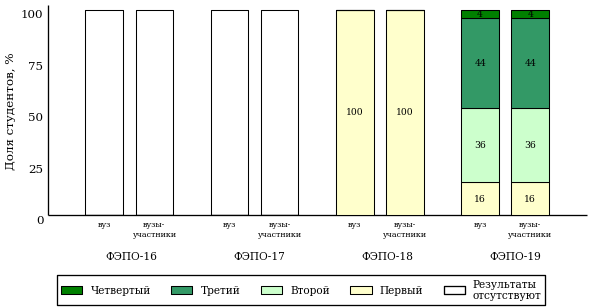 Доля студентов, %
100
75
50
25
0
100
100
4
44
36
16
4
44
36
16
вуз вузы- вуз вузы- вуз вузы- вуз вузы-
участники участники участники участники
ФЭПО-16 ФЭПО-17 ФЭПО-18 ФЭПО-19
Четвертый Третий Второй Первый Результаты
отсутствуют